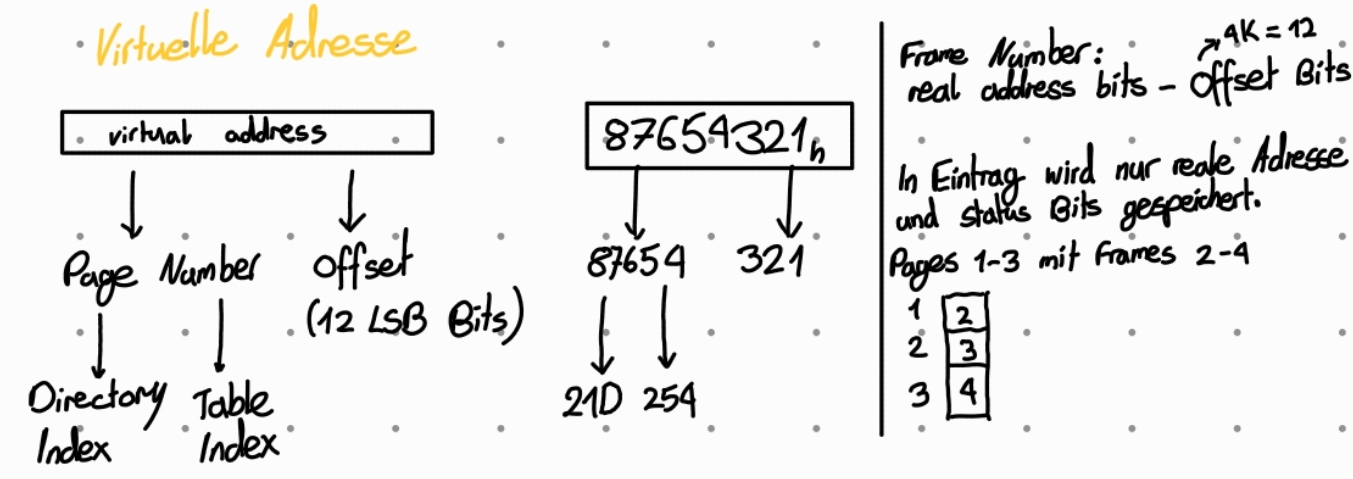 Virtuelle Adresse
virtual address
Page Number Offset
(12 LSB Bits)
Directory Table
Index Index
87654321h
87654 321
21D 254
Frame Number: 4K = 12
real address bits - Offset Bits
In Eintrag wird nur reale Adresse
und status Bits gespeichert.
Pages 1-3 mit Frames 2-4
1 2
2 3
3 4